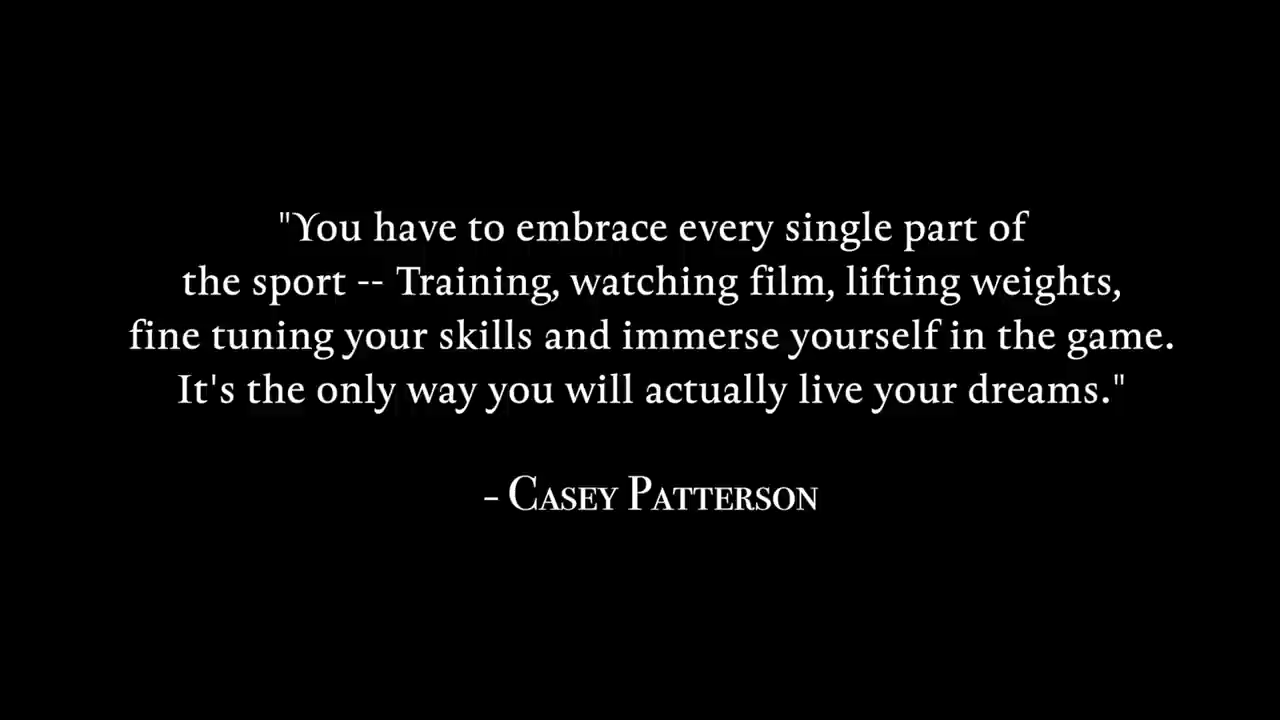 "You have to embrace every single part of
the sport -- Training, watching film, lifting weights,
fine tuning your skills and immerse yourself in the game.
It's the only way you will actually live your dreams."
– Casey Patterson